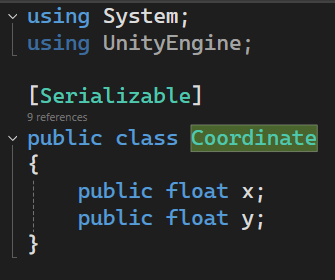 using System;
using UnityEngine;
[Serializable]
9 references
public class Coordinate
{
public float x;
public float y;
}